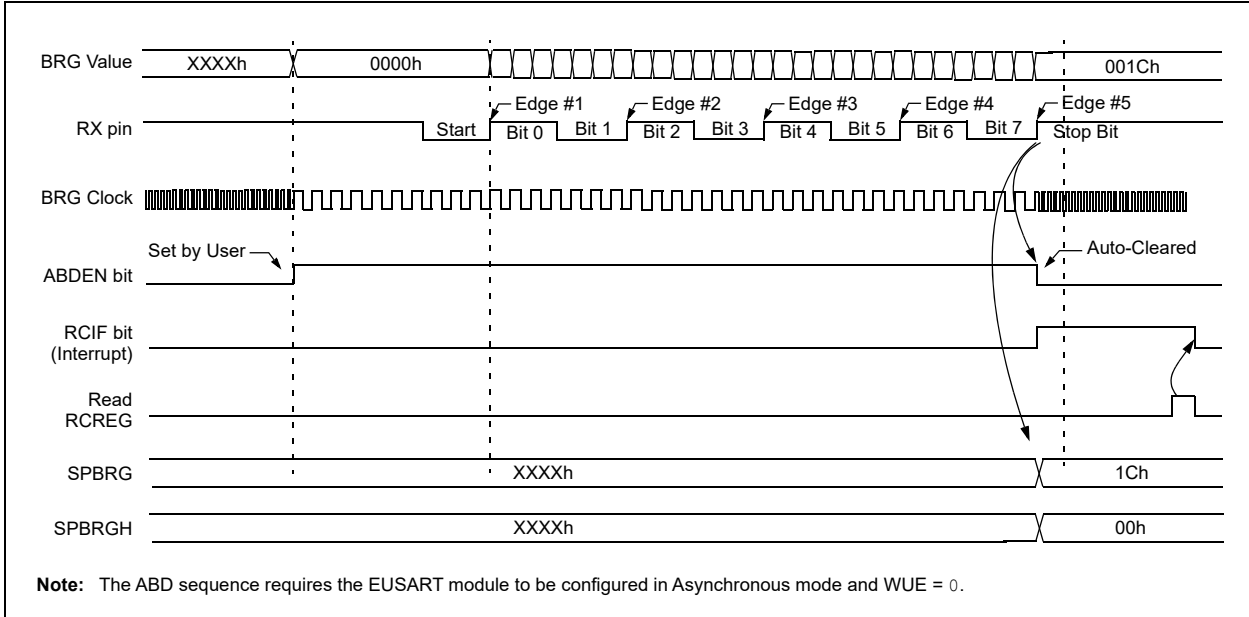 BRG Value XXXXh 0000h 001Ch
Edge #1 Edge #2 Edge #3 Edge #4 Edge #5
RX pin Start Bit 0 Bit 1 Bit 2 Bit 3 Bit 4 Bit 5 Bit 6 Bit 7 Stop Bit
BRG Clock
Set by User Auto-Cleared
ABDEN bit
RCIF bit
(Interrupt)
Read
RCREG
SPBRG XXXXh 1Ch
SPBRGH XXXXh 00h
Note: The ABD sequence requires the EUSART module to be configured in Asynchronous mode and WUE = 0.